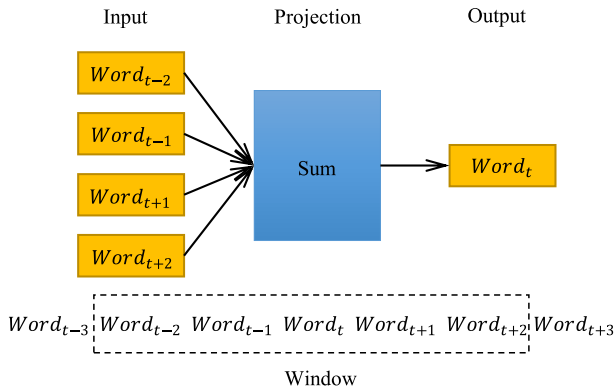 Input Projection Output
Word_{t-2}
Word_{t-1}
Sum
Word_t
Word_{t+1}
Word_{t+2}
Word_{t-3} Word_{t-2} Word_{t-1} Word_t Word_{t+1} Word_{t+2} Word_{t+3}
Window